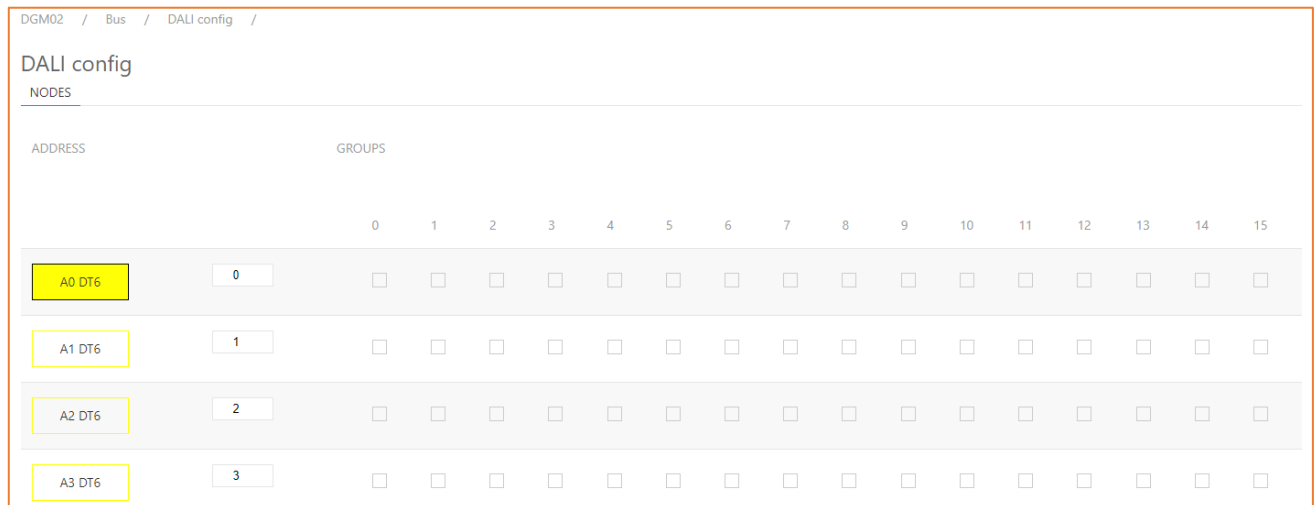 DGM02 / Bus / DALI config /
DALI config
NODES
ADDRESS GROUPS
0 1 2 3 4 5 6 7 8 9 10 11 12 13 14 15
A0 DT6 0
A1 DT6 1
A2 DT6 2
A3 DT6 3